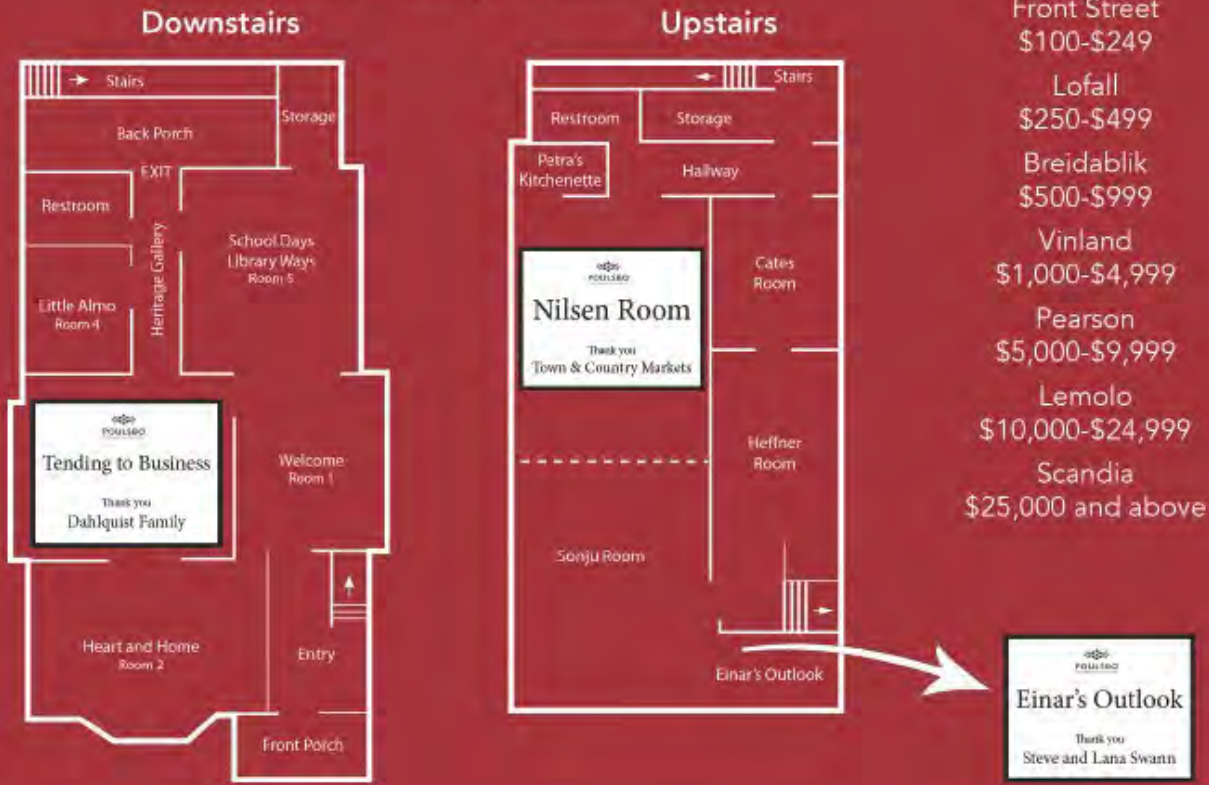 Downstairs
Stairs
Storage
Back Porch
EXIT
Restroom
Heritage Gallery
School Days
Library Ways
Room 5
Little Almo
Room 4
POULSBO
Tending to Business
Thank you
Dahlquist Family
Welcome
Room 1
Heart and Home
Room 2
Entry
Front Porch
Upstairs
Stairs
Restroom
Storage
Petra's
Kitchenette
Hallway
POULSBO
Nilsen Room
Thank you
Town & Country Markets
Cates
Room
Heffner
Room
Sonju Room
Einar's Outlook
Front Street
$100-$249
Lofall
$250-$499
Breidablik
$500-$999
Vinland
$1,000-$4,999
Pearson
$5,000-$9,999
Lemolo
$10,000-$24,999
Scandia
$25,000 and above
POULSBO
Einar's Outlook
Thank you
Steve and Lana Swann